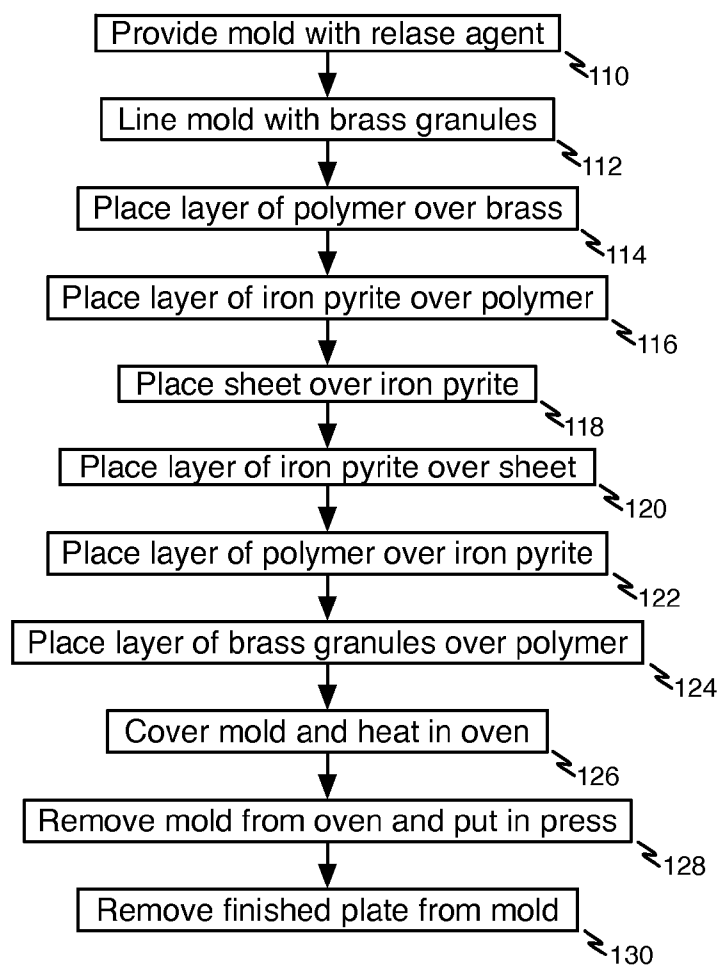 Provide mold with relase agent
110
Line mold with brass granules
112
Place layer of polymer over brass
114
Place layer of iron pyrite over polymer
116
Place sheet over iron pyrite
118
Place layer of iron pyrite over sheet
120
Place layer of polymer over iron pyrite
122
Place layer of brass granules over polymer
124
Cover mold and heat in oven
126
Remove mold from oven and put in press
128
Remove finished plate from mold
130